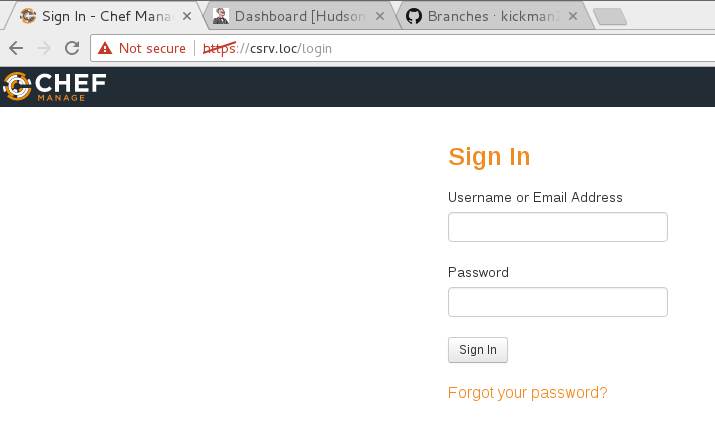 Sign In - Chef Mana
Dashboard [Hudson
Branches · kickman2
Not secure | https://csrv.loc/login
CHEF
MANAGE
Sign In
Username or Email Address
Password
Sign In
Forgot your password?